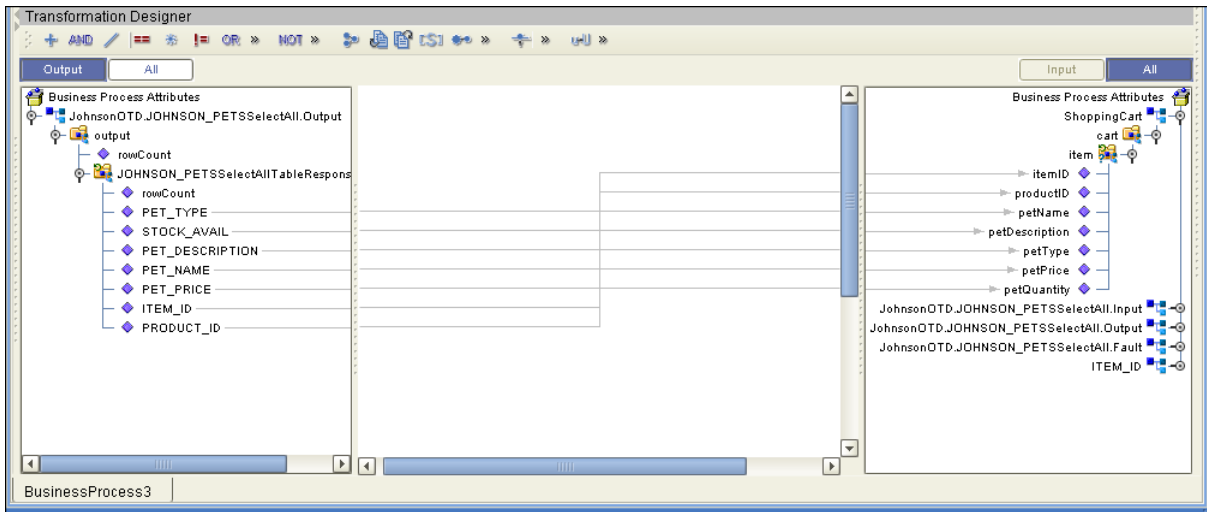 Transformation Designer
+ AND / == != OR » NOT » [S] » » »
Output All Input All
Business Process Attributes
JohnsonOTD.JOHNSON_PETSSelectAll.Output
output
rowCount
JOHNSON_PETSSelectAllTableRespons
rowCount
PET_TYPE
STOCK_AVAIL
PET_DESCRIPTION
PET_NAME
PET_PRICE
ITEM_ID
PRODUCT_ID
Business Process Attributes
ShoppingCart
cart
item
itemID
productID
petName
petDescription
petType
petPrice
petQuantity
JohnsonOTD.JOHNSON_PETSSelectAll.Input
JohnsonOTD.JOHNSON_PETSSelectAll.Output
JohnsonOTD.JOHNSON_PETSSelectAll.Fault
ITEM_ID
BusinessProcess3